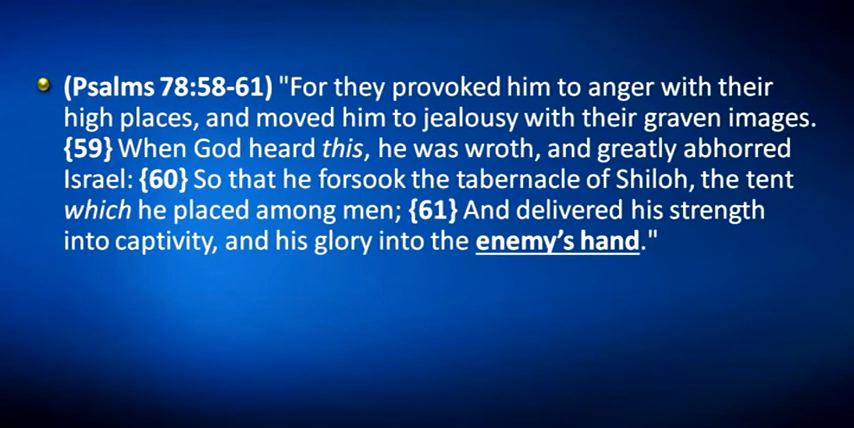 (Psalms 78:58-61) "For they provoked him to anger with their
high places, and moved him to jealousy with their graven images.
{59} When God heard this, he was wroth, and greatly abhorred
Israel: {60} So that he forsook the tabernacle of Shiloh, the tent
which he placed among men; {61} And delivered his strength
into captivity, and his glory into the enemy’s hand."